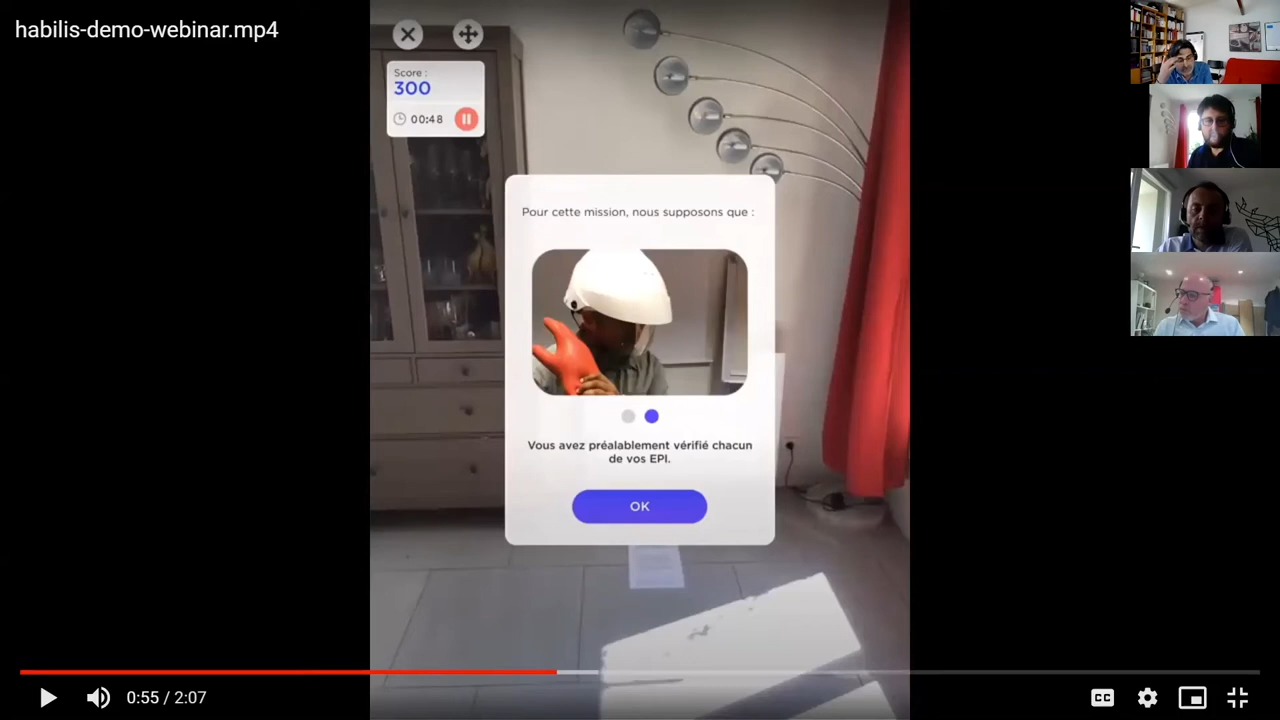 habilis-demo-webinar.mp4
Score :
300
00:48
Pour cette mission, nous supposons que :
Vous avez préalablement vérifié chacun
de vos EPI.
OK
0:55 / 2:07
CC